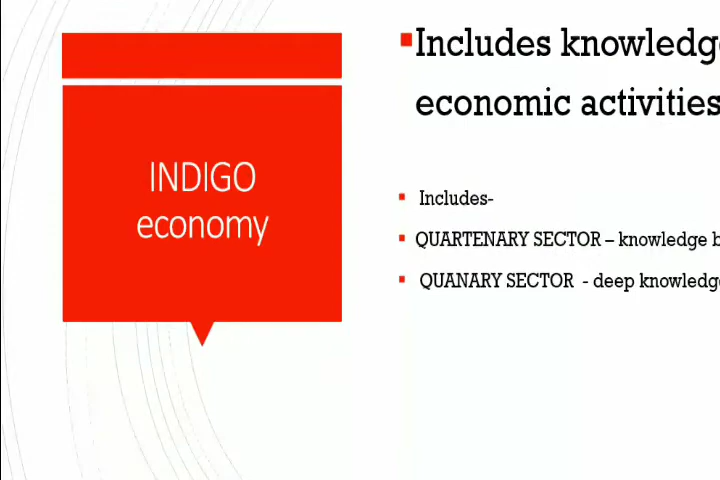 INDIGO
economy
Includes knowledg
economic activities
Includes-
QUARTENARY SECTOR – knowledge b
QUANARY SECTOR - deep knowledg